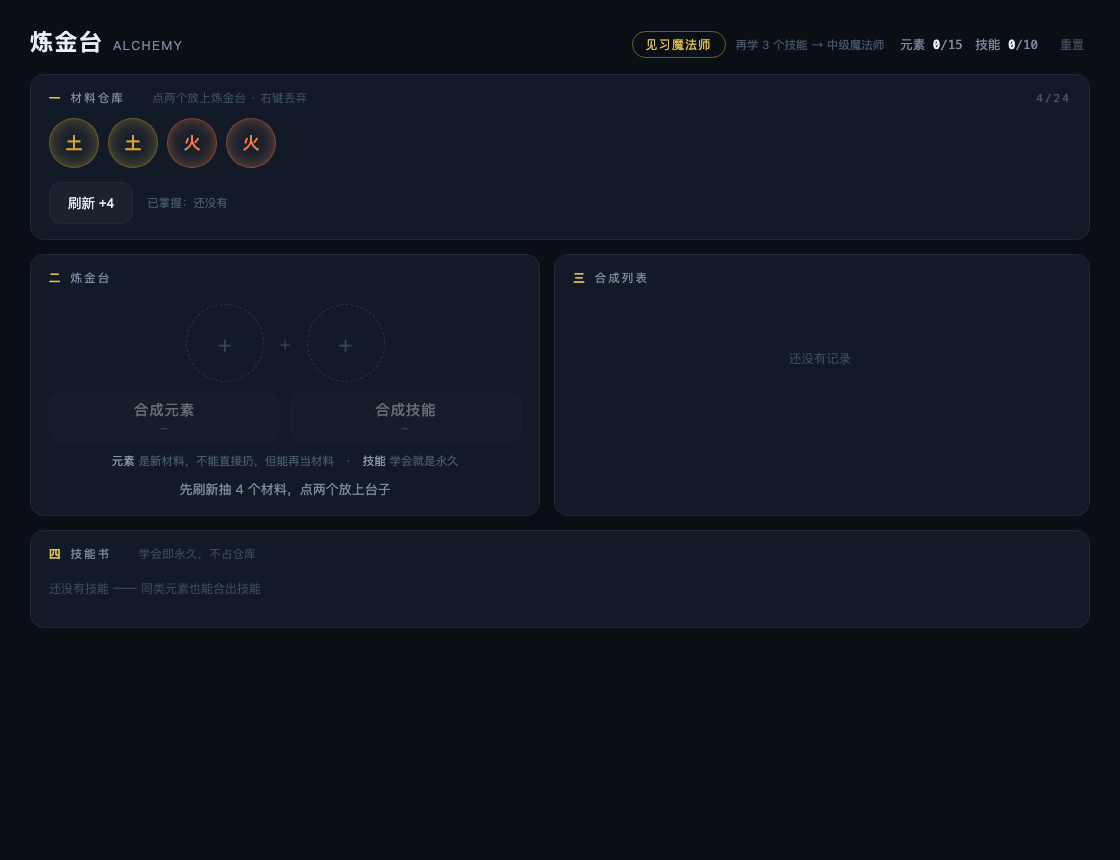 炼金台 ALCHEMY
见习魔法师 再学 3 个技能 → 中级魔法师 元素 0/15 技能 0/10 重置
一 材料仓库 点两个放上炼金台 · 右键丢弃 4/24
土 土 火 火
刷新 +4 已掌握: 还没有
二 炼金台
+ + +
合成元素 合成技能
— —
元素 是新材料，不能直接扔，但能再当材料 · 技能 学会就是永久
先刷新抽 4 个材料，点两个放上台子
三 合成列表
还没有记录
四 技能书 学会即永久，不占仓库
还没有技能 —— 同类元素也能合出技能